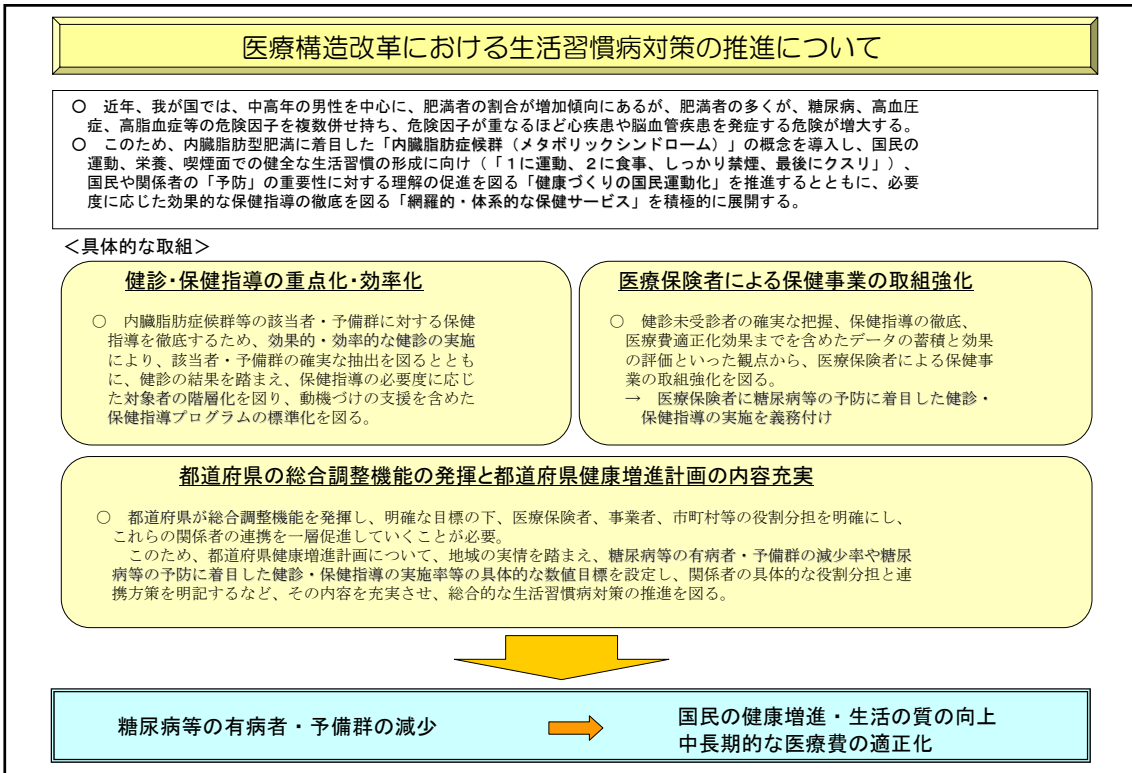 医療構造改革における生活習慣病対策の推進について
○　近年、我が国では、中高年の男性を中心に、肥満者の割合が増加傾向にあるが、肥満者の多くが、糖尿病、高血圧
症、高脂血症等の危険因子を複数併せ持ち、危険因子が重なるほど心疾患や脳血管疾患を発症する危険が増大する。
○　このため、内臓脂肪型肥満に着目した「内臓脂肪症候群（メタボリックシンドローム）」の概念を導入し、国民の
運動、栄養、喫煙面での健全な生活習慣の形成に向け（「１に運動、２に食事、しっかり禁煙、最後にクスリ」）、
国民や関係者の「予防」の重要性に対する理解の促進を図る「健康づくりの国民運動化」を推進するとともに、必要
度に応じた効果的な保健指導の徹底を図る「網羅的・体系的な保健サービス」を積極的に展開する。
＜具体的な取組＞
健診・保健指導の重点化・効率化
○　内臓脂肪症候群等の該当者・予備群に対する保健
指導を徹底するため、効果的・効率的な健診の実施
により、該当者・予備群の確実な抽出を図るととも
に、健診の結果を踏まえ、保健指導の必要度に応じ
た対象者の階層化を図り、動機づけの支援を含めた
保健指導プログラムの標準化を図る。
医療保険者による保健事業の取組強化
○　健診未受診者の確実な把握、保健指導の徹底、
医療費適正化効果までを含めたデータの蓄積と効果
の評価といった観点から、医療保険者による保健事
業の取組強化を図る。
→　医療保険者に糖尿病等の予防に着目した健診・
保健指導の実施を義務付け
都道府県の総合調整機能の発揮と都道府県健康増進計画の内容充実
○　都道府県が総合調整機能を発揮し、明確な目標の下、医療保険者、事業者、市町村等の役割分担を明確にし、
これらの関係者の連携を一層促進していくことが必要。
このため、都道府県健康増進計画について、地域の実情を踏まえ、糖尿病等の有病者・予備群の減少率や糖尿
病等の予防に着目した健診・保健指導の実施率等の具体的な数値目標を設定し、関係者の具体的な役割分担と連
携方策を明記するなど、その内容を充実させ、総合的な生活習慣病対策の推進を図る。
糖尿病等の有病者・予備群の減少
国民の健康増進・生活の質の向上
中長期的な医療費の適正化